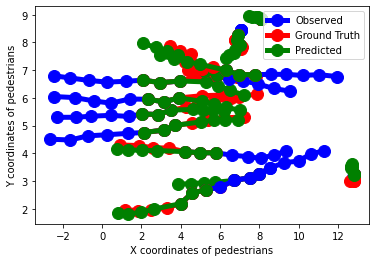 9
8
7
6
5
4
3
2
Y coordinates of pedestrians
Observed
Ground Truth
Predicted
−2 0 2 4 6 8 10 12
X coordinates of pedestrians